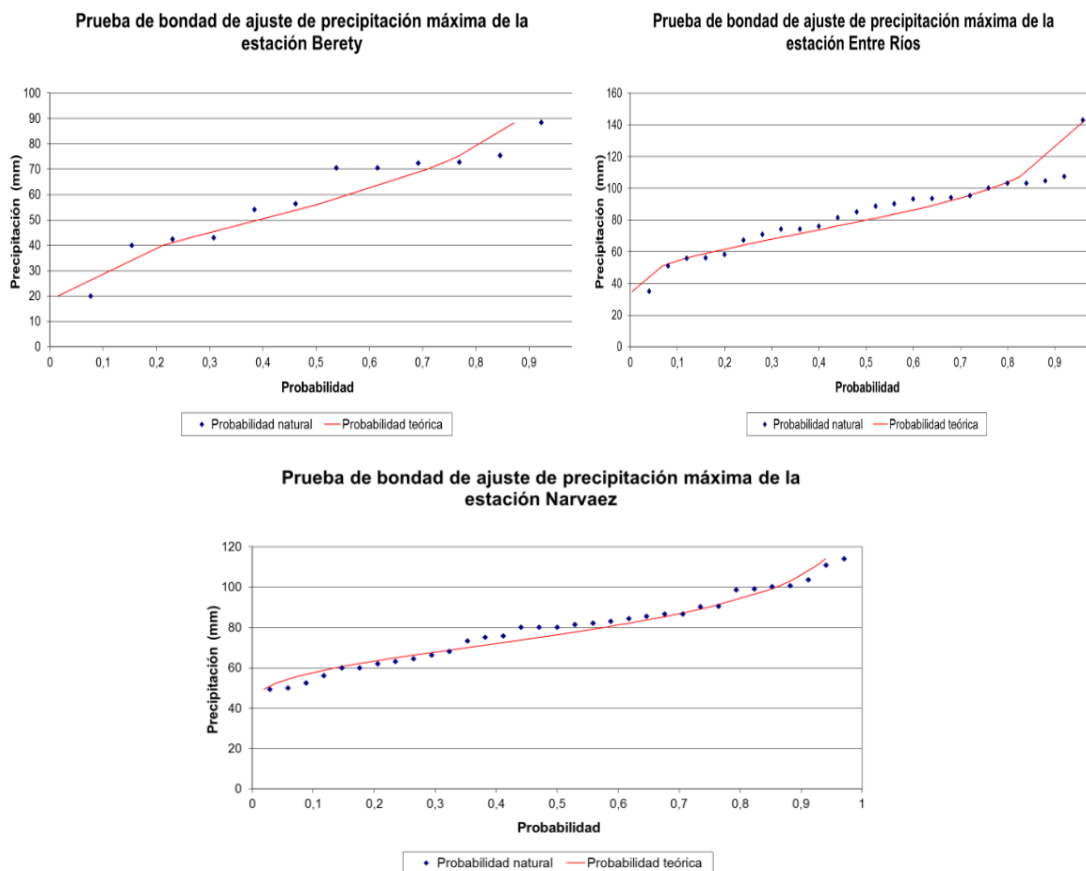 Prueba de bondad de ajuste de precipitación máxima de la
estación Berety
Precipitación (mm)
100
90
80
70
60
50
40
30
20
10
0
0 0,1 0,2 0,3 0,4 0,5 0,6 0,7 0,8 0,9
Probabilidad
Probabilidad natural Probabilidad teórica
Prueba de bondad de ajuste de precipitación máxima de la
estación Entre Ríos
Precipitación (mm)
160
140
120
100
80
60
40
20
0
0 0,1 0,2 0,3 0,4 0,5 0,6 0,7 0,8 0,9
Probabilidad
Probabilidad natural Probabilidad teórica
Prueba de bondad de ajuste de precipitación máxima de la
estación Narvaez
Precipitación (mm)
120
100
80
60
40
20
0
0 0,1 0,2 0,3 0,4 0,5 0,6 0,7 0,8 0,9 1
Probabilidad
Probabilidad natural Probabilidad teórica